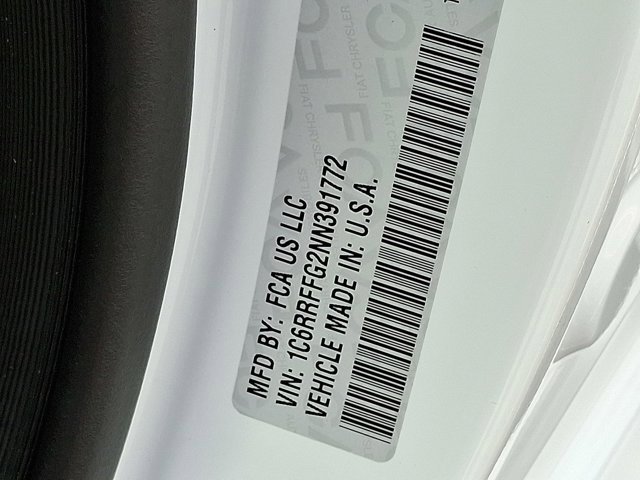 MFD BY: FCA US LLC
VIN: 1C6RRFFG2NN391772
VEHICLE MADE IN: U.S.A.